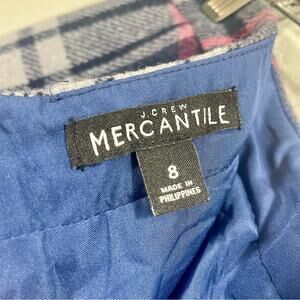 J.CREW
MERCANTILE
8
MADE IN
PHILIPPINES